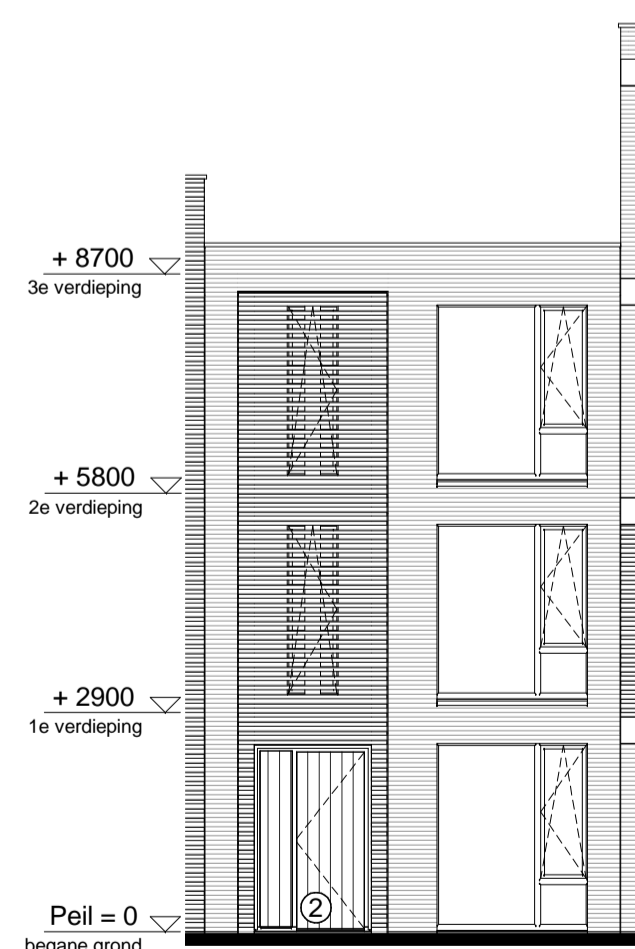 + 8700
3e verdieping
+ 5800
2e verdieping
+ 2900
1e verdieping
2
Peil = 0
begane grond